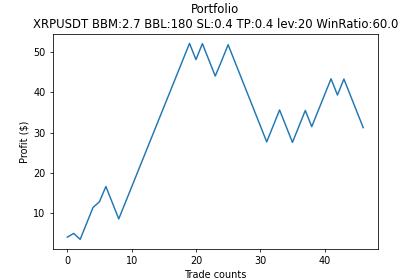 Portfolio
XRPUSDT BBM:2.7 BBL:180 SL:0.4 TP:0.4 lev:20 WinRatio:60.0
50
40
30
20
10
Profit ($)
0 10 20 30 40
Trade counts